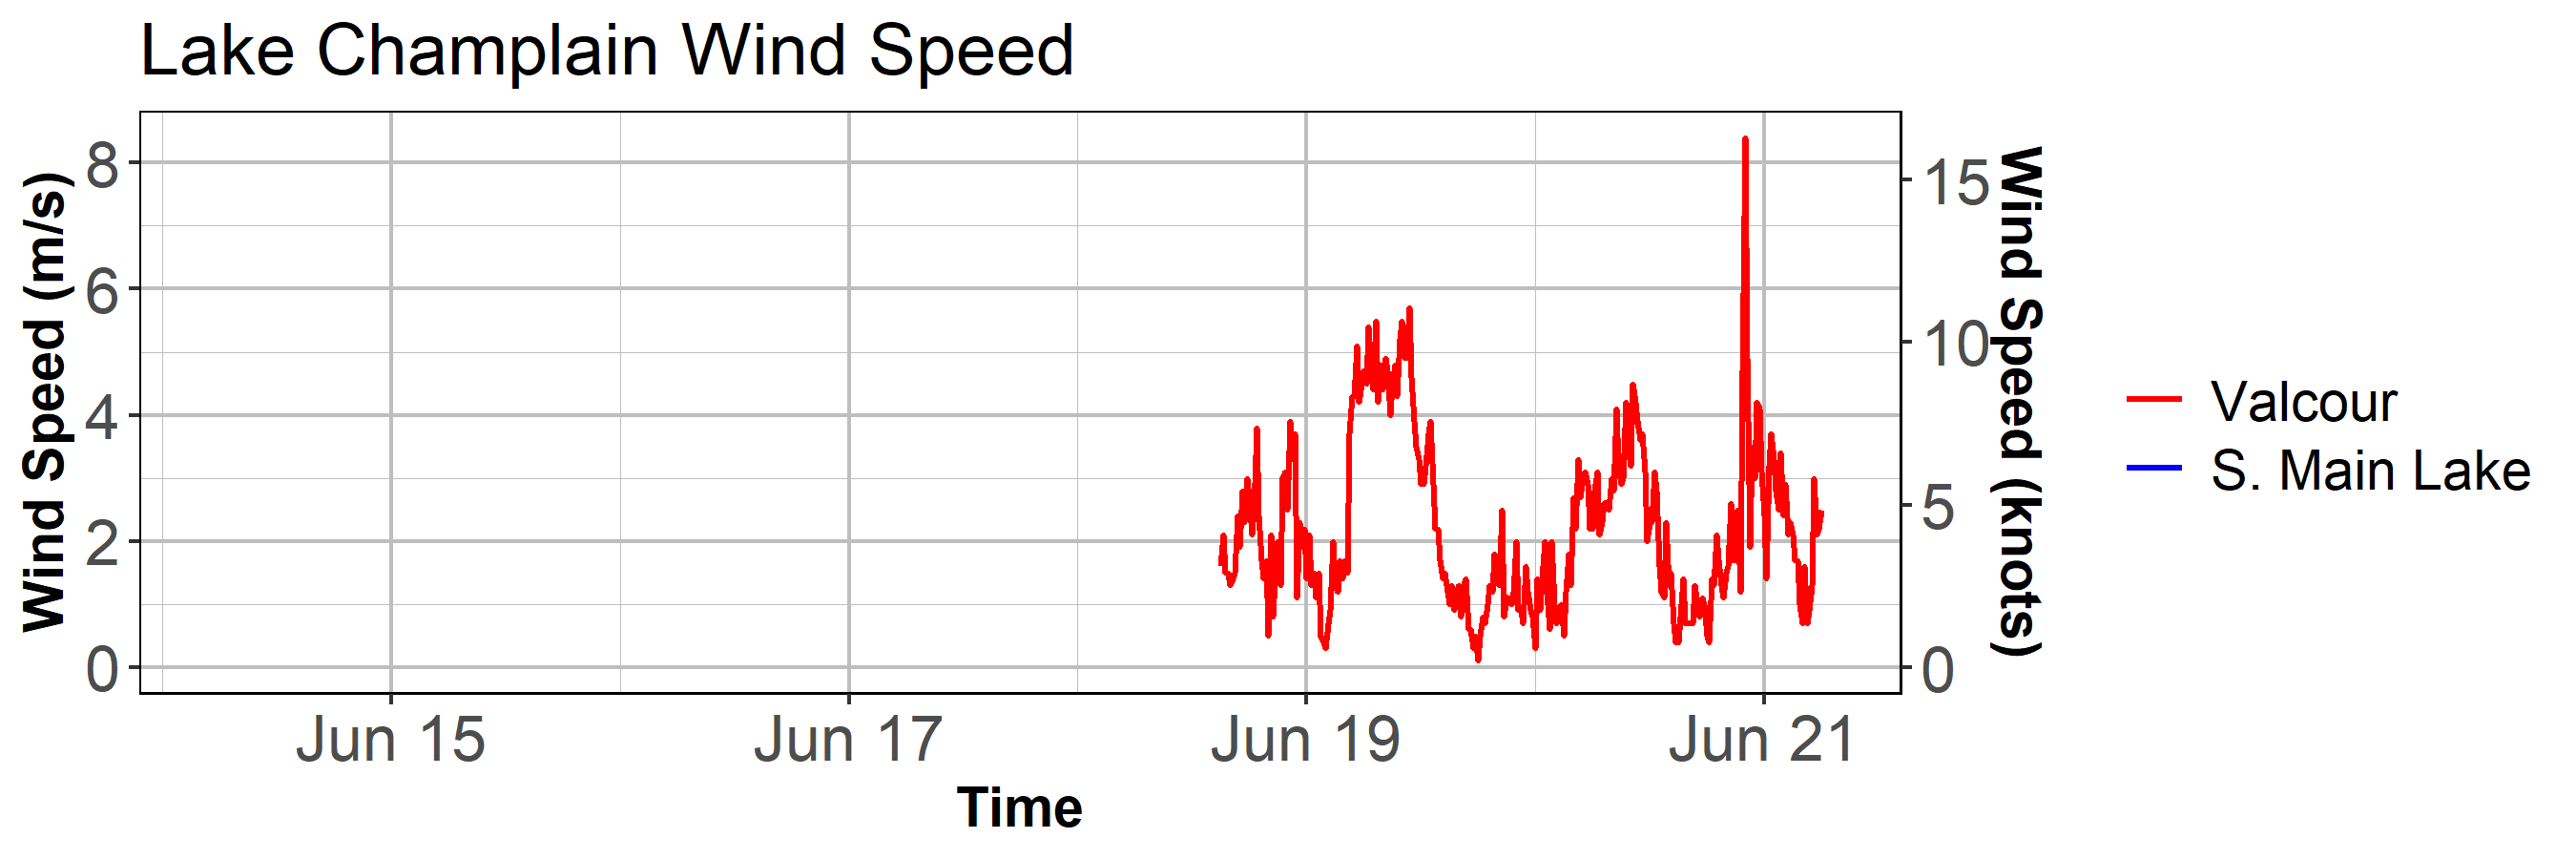 Lake Champlain Wind Speed
Wind Speed (m/s)
8
6
4
2
0
15
10
5
0
Wind Speed (knots)
Jun 15
Jun 17
Jun 19
Jun 21
Time
Valcour
S. Main Lake